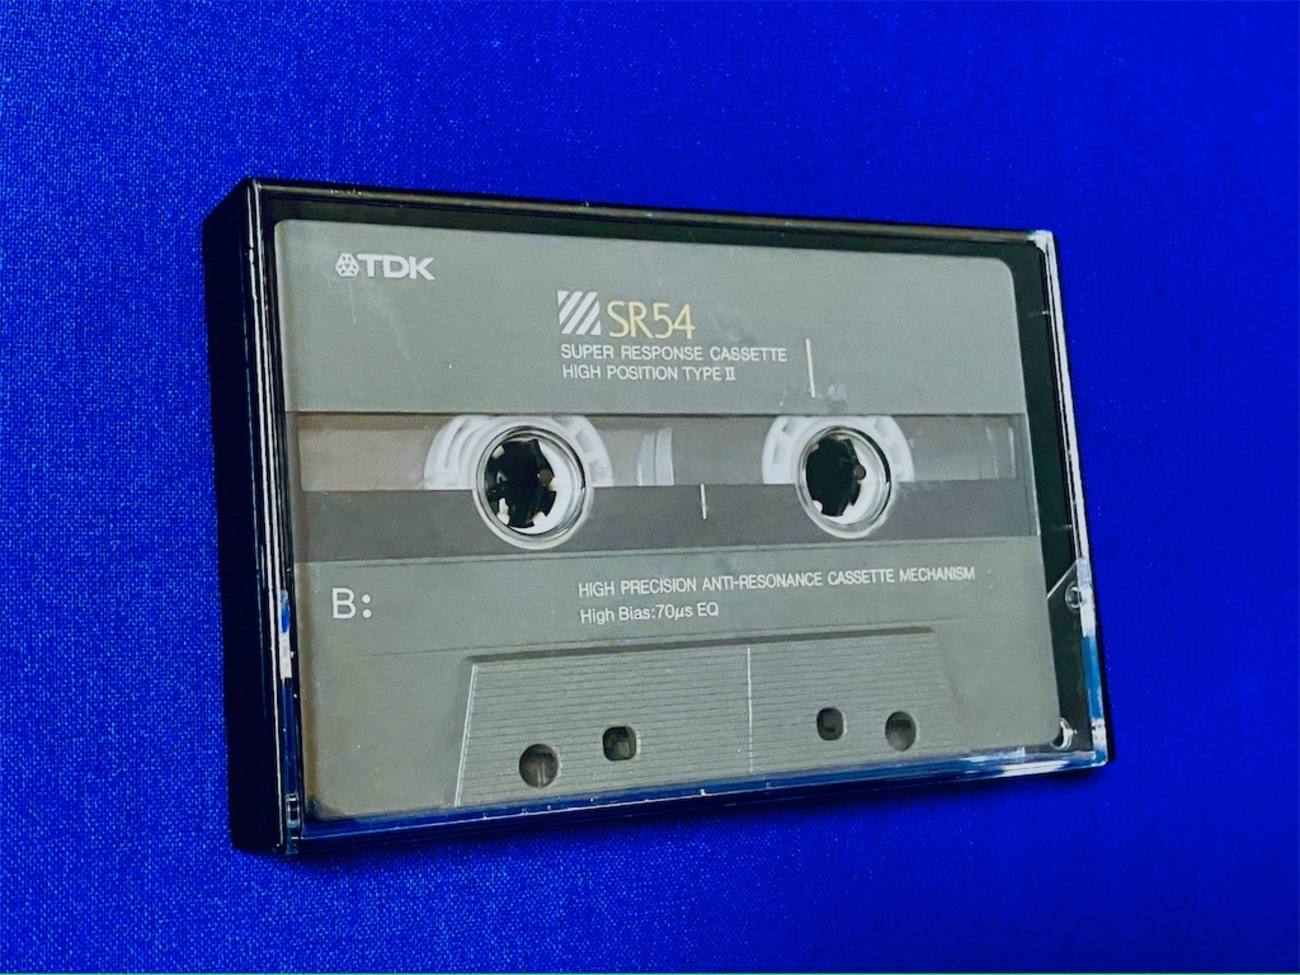 TDK
SR54
SUPER RESPONSE CASSETTE
HIGH POSITION TYPE II
B:
HIGH PRECISION ANTI-RESONANCE CASSETTE MECHANISM
High Bias:70µs EQ